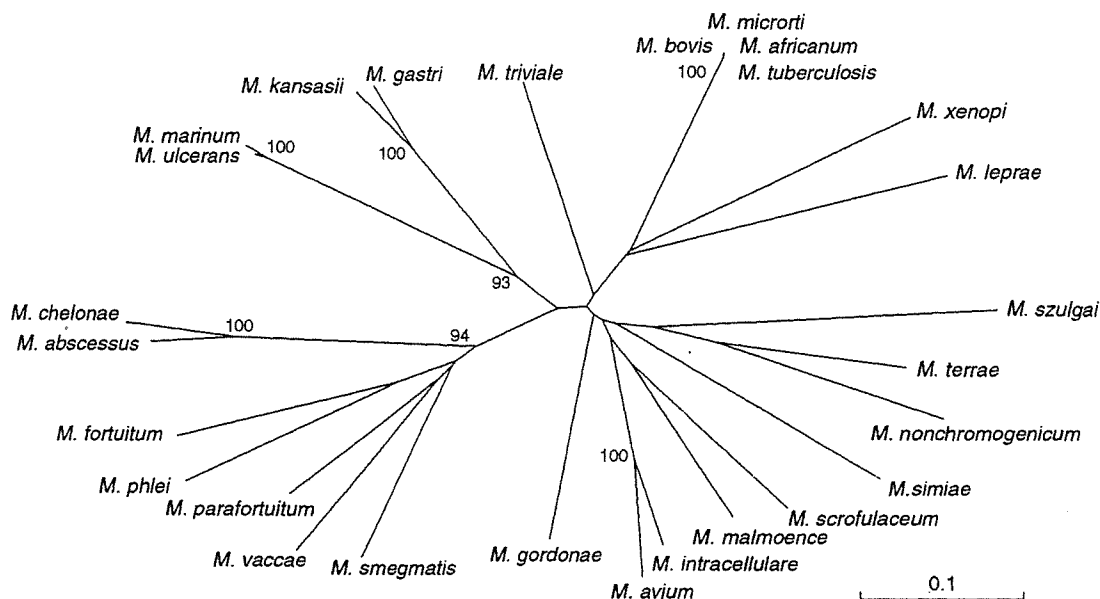 M. microrti
M. bovis M. africanum
100 M. tuberculosis
M. gastri
M. triviale
M. kansasii
M. xenopi
M. marinum
M. ulcerans 100
100
M. leprae
93
M. chelonae
100
M. abscessus
94
M. szulgai
M. terrae
M. fortuitum
M. nonchromogenicum
100
M. phlei
M.simiae
M. parafortuitum
M. scrofulaceum
M. malmoence
M. vaccae
M. smegmatis
M. gordonae
M. intracellulare
M. avium
0.1